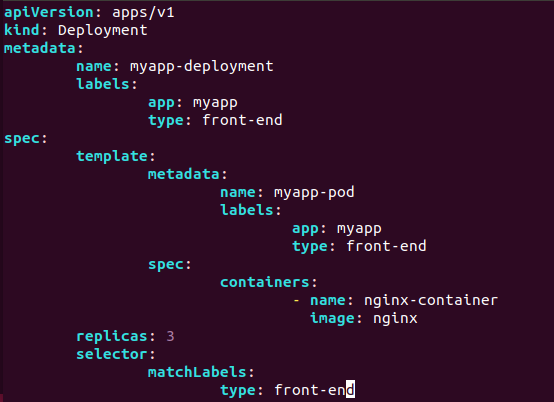 apiVersion: apps/v1
kind: Deployment
metadata:
        name: myapp-deployment
        labels:
                app: myapp
                type: front-end
spec:
        template:
                metadata:
                        name: myapp-pod
                        labels:
                                app: myapp
                                type: front-end
                spec:
                        containers:
                                - name: nginx-container
                                  image: nginx
        replicas: 3
        selector:
                matchLabels:
                        type: front-end